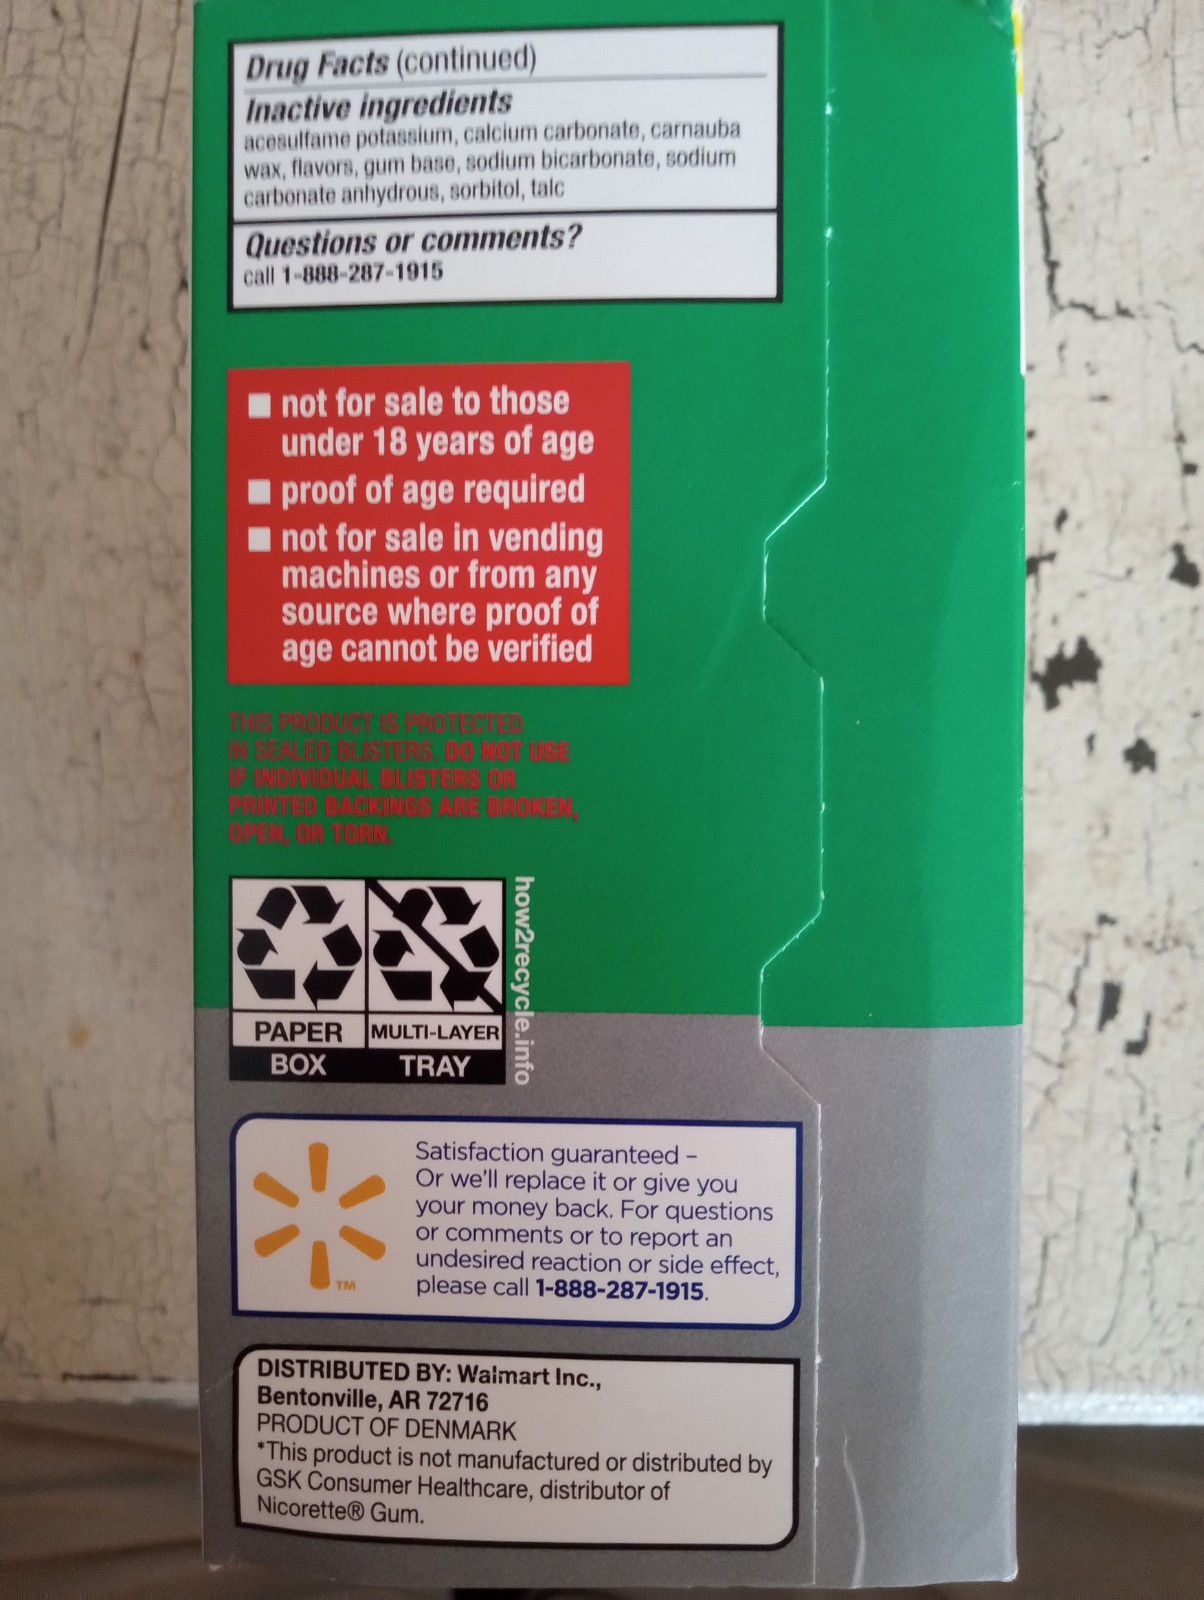 Drug Facts (continued)
Inactive ingredients
acesulfame potassium, calcium carbonate, carnauba
wax, flavors, gum base, sodium bicarbonate, sodium
carbonate anhydrous, sorbitol, talc
Questions or comments?
call 1-888-287-1915
■ not for sale to those
under 18 years of age
■ proof of age required
■ not for sale in vending
machines or from any
source where proof of
age cannot be verified
THIS PRODUCT IS PROTECTED
IN SEALED BLISTERS. DO NOT USE
IF INDIVIDUAL BLISTERS OR
PRINTED BACKINGS ARE BROKEN,
OPEN, OR TORN.
PAPER
BOX
MULTI-LAYER
TRAY
how2recycle.info
Satisfaction guaranteed –
Or we'll replace it or give you
your money back. For questions
or comments or to report an
undesired reaction or side effect,
please call 1-888-287-1915.
TM
DISTRIBUTED BY: Walmart Inc.,
Bentonville, AR 72716
PRODUCT OF DENMARK
*This product is not manufactured or distributed by
GSK Consumer Healthcare, distributor of
Nicorette® Gum.